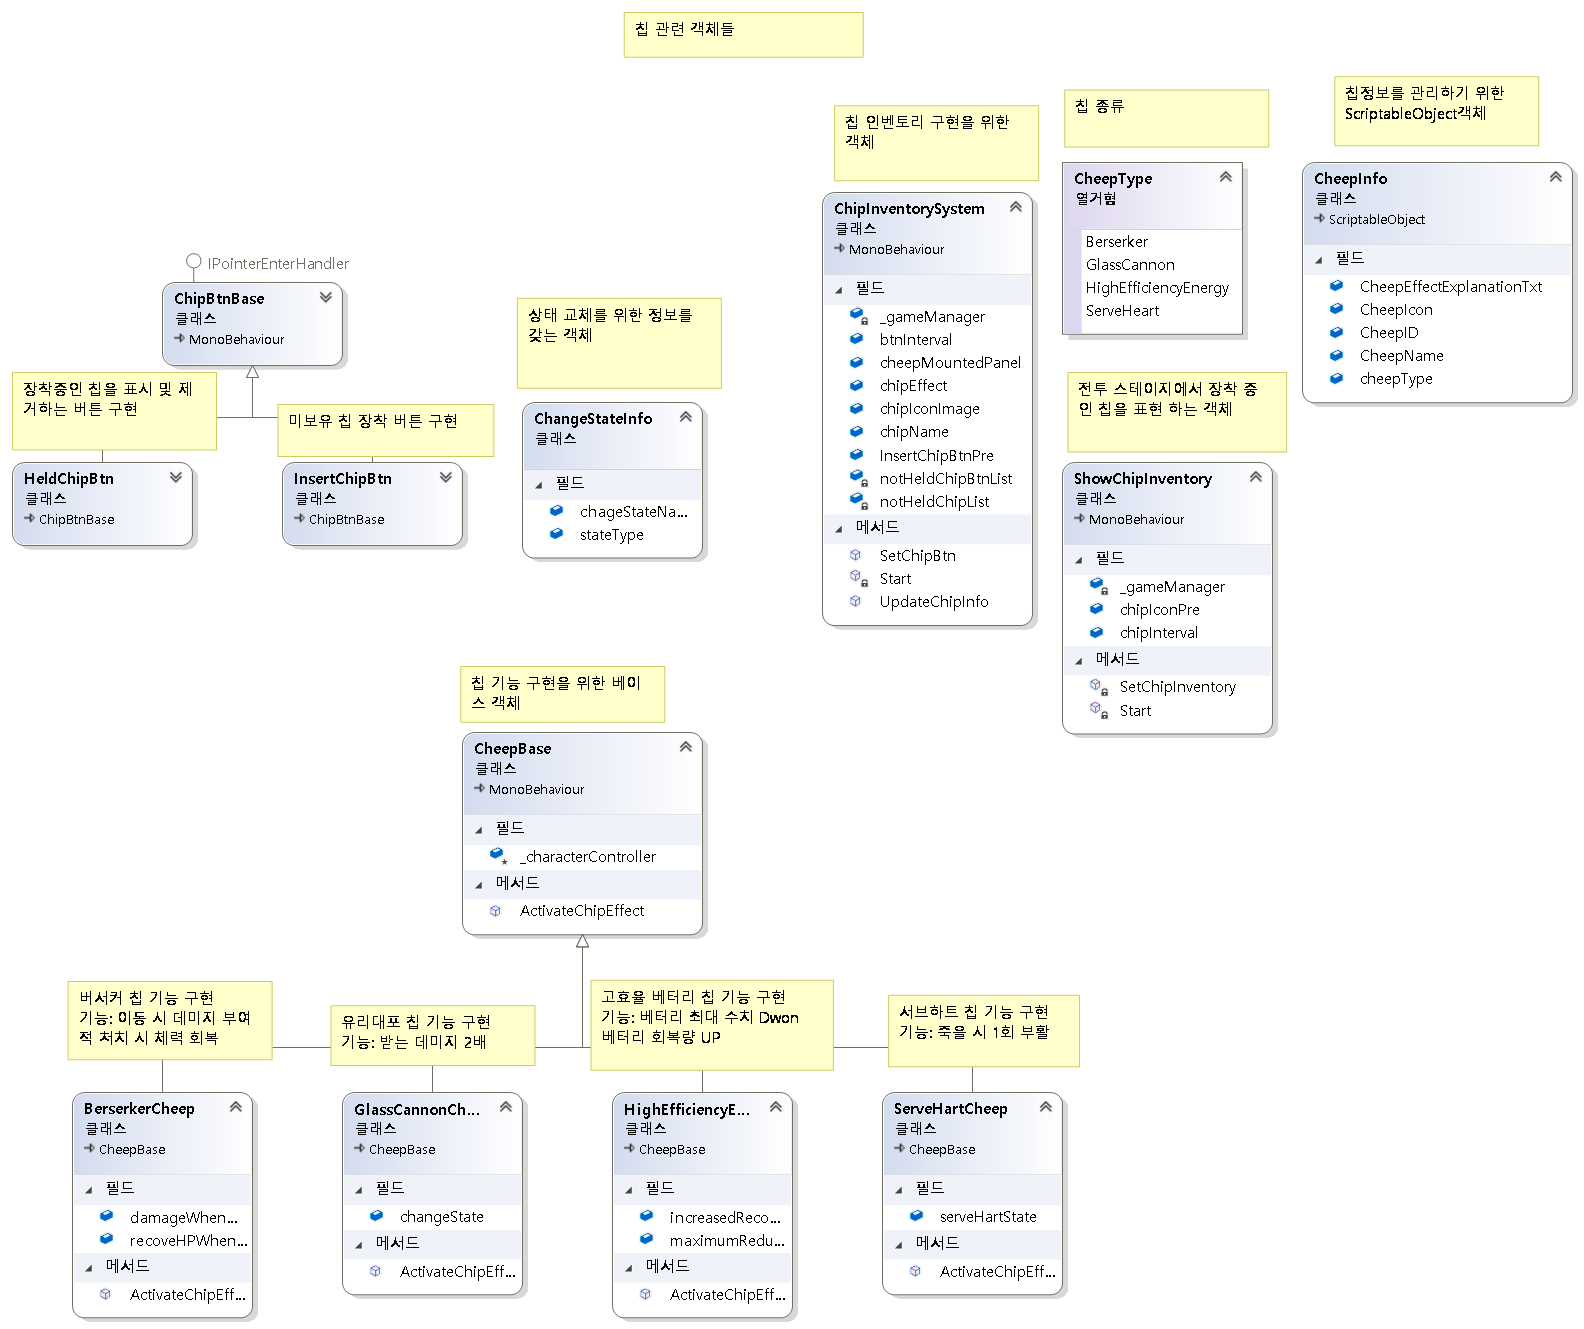 칩 관련 객체들
칩 인벤토리 구현을 위한
객체
칩 종류
칩정보를 관리하기 위한
ScriptableObject객체
ChipInventorySystem
클래스
MonoBehaviour
필드
_gameManager
btnInterval
cheepMountedPanel
chipEffect
chipIconImage
chipName
InsertChipBtnPre
notHeldChipBtnList
notHeldChipList
메서드
SetChipBtn
Start
UpdateChipInfo
CheepType
열거형
Berserker
GlassCannon
HighEfficiencyEnergy
ServeHeart
CheepInfo
클래스
ScriptableObject
필드
CheepEffectExplanationTxt
CheepIcon
CheepID
CheepName
cheepType
IPointerEnterHandler
ChipBtnBase
클래스
MonoBehaviour
장착중인 칩을 표시 및 제
거하는 버튼 구현
미보유 칩 장착 버튼 구현
HeldChipBtn
클래스
ChipBtnBase
InsertChipBtn
클래스
ChipBtnBase
상태 교체를 위한 정보를
갖는 객체
ChangeStateInfo
클래스
필드
chageStateNa...
stateType
전투 스테이지에서 장착 중
인 칩을 표현 하는 객체
ShowChipInventory
클래스
MonoBehaviour
필드
_gameManager
chipIconPre
chipInterval
메서드
SetChipInventory
Start
칩 기능 구현을 위한 베이
스 객체
CheepBase
클래스
MonoBehaviour
필드
_characterController
메서드
ActivateChipEffect
버서커 칩 기능 구현
기능: 이동 시 데미지 부여
적 처치 시 체력 회복
유리대포 칩 기능 구현
기능: 받는 데미지 2배
고효율 베터리 칩 기능 구현
기능: 베터리 최대 수치 Dwon
베터리 회복량 UP
서브하트 칩 기능 구현
기능: 죽을 시 1회 부활
BerserkerCheep
클래스
CheepBase
필드
damageWhen...
recoveHPWhen...
메서드
ActivateChipEff...
GlassCannonCh...
클래스
CheepBase
필드
changeState
메서드
ActivateChipEff...
HighEfficiencyE...
클래스
CheepBase
필드
increasedReco...
maximumRedu...
메서드
ActivateChipEff...
ServeHartCheep
클래스
CheepBase
필드
serveHartState
메서드
ActivateChipEff...